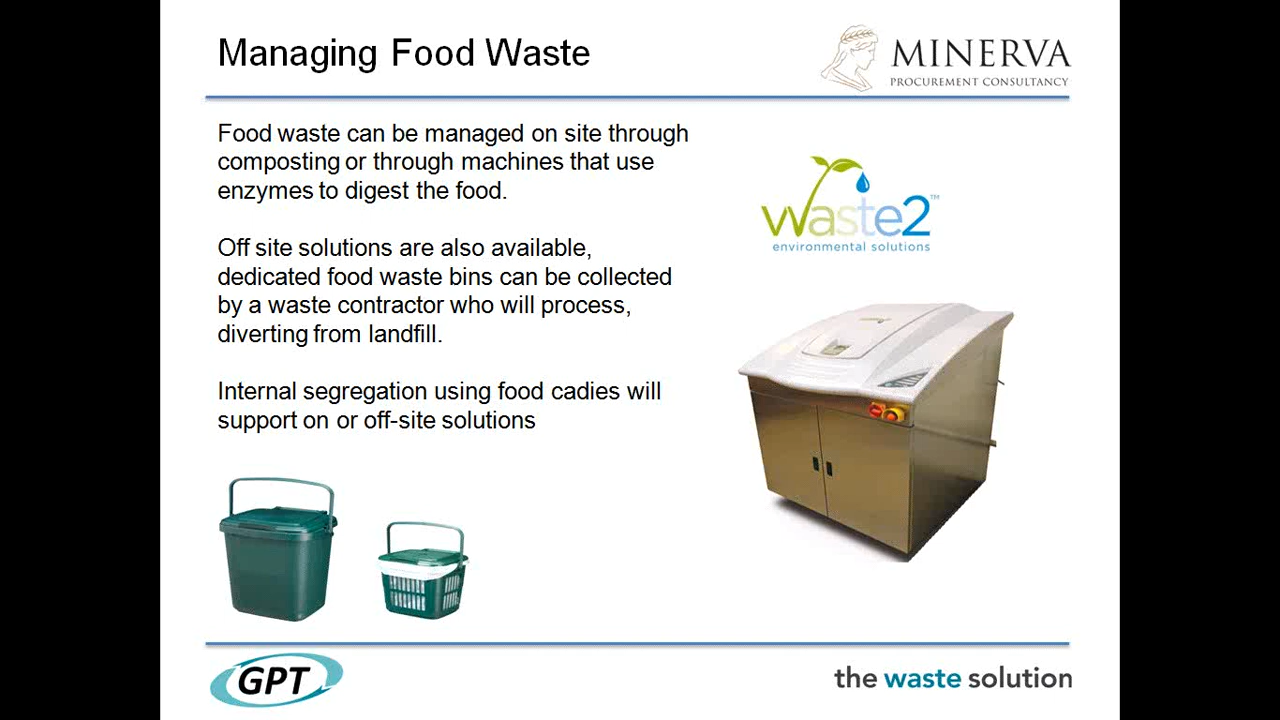 Managing Food Waste
MINERVA
PROCUREMENT CONSULTANCY
Food waste can be managed on site through
composting or through machines that use
enzymes to digest the food.
Off site solutions are also available,
dedicated food waste bins can be collected
by a waste contractor who will process,
diverting from landfill.
Internal segregation using food cadies will
support on or off-site solutions
waste2™
environmental solutions
GPT
the waste solution